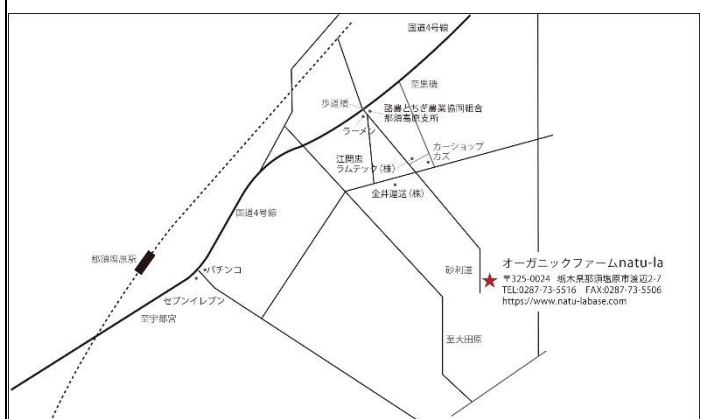 国道4号線
至黒磯
歩道橋
酪農とちぎ農業協同組合
那須高原支所
ラーメン
カーショップ
カズ
江間忠
ラムテック(株)
金井運送(株)
国道4号線
那須塩原駅
パチンコ
セブンイレブン
至宇都宮
砂利道
オーガニックファームnatu-la
〒325-0024 栃木県那須塩原市渡辺2-7
TEL:0287-73-5516 FAX:0287-73-5506
https://www.natu-labase.com
至大田原